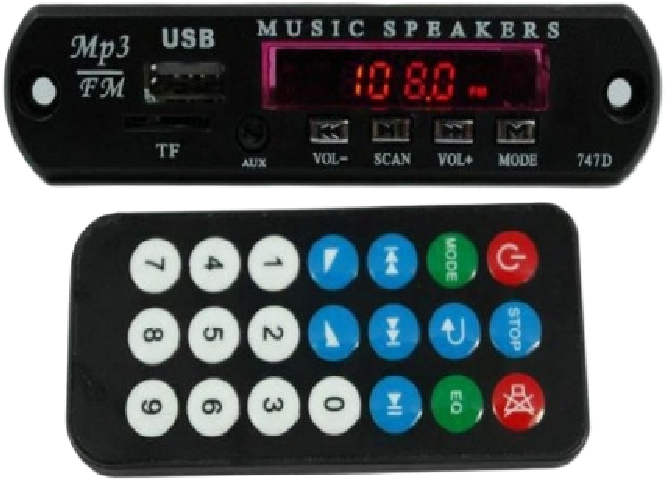 MUSIC SPEAKERS
Mp3
FM
USB
108.0 FM
TF
AUX
VOL-
SCAN
VOL+
MODE
747D
7
4
1
MODE
8
5
2
STOP
9
6
3
0
EQ